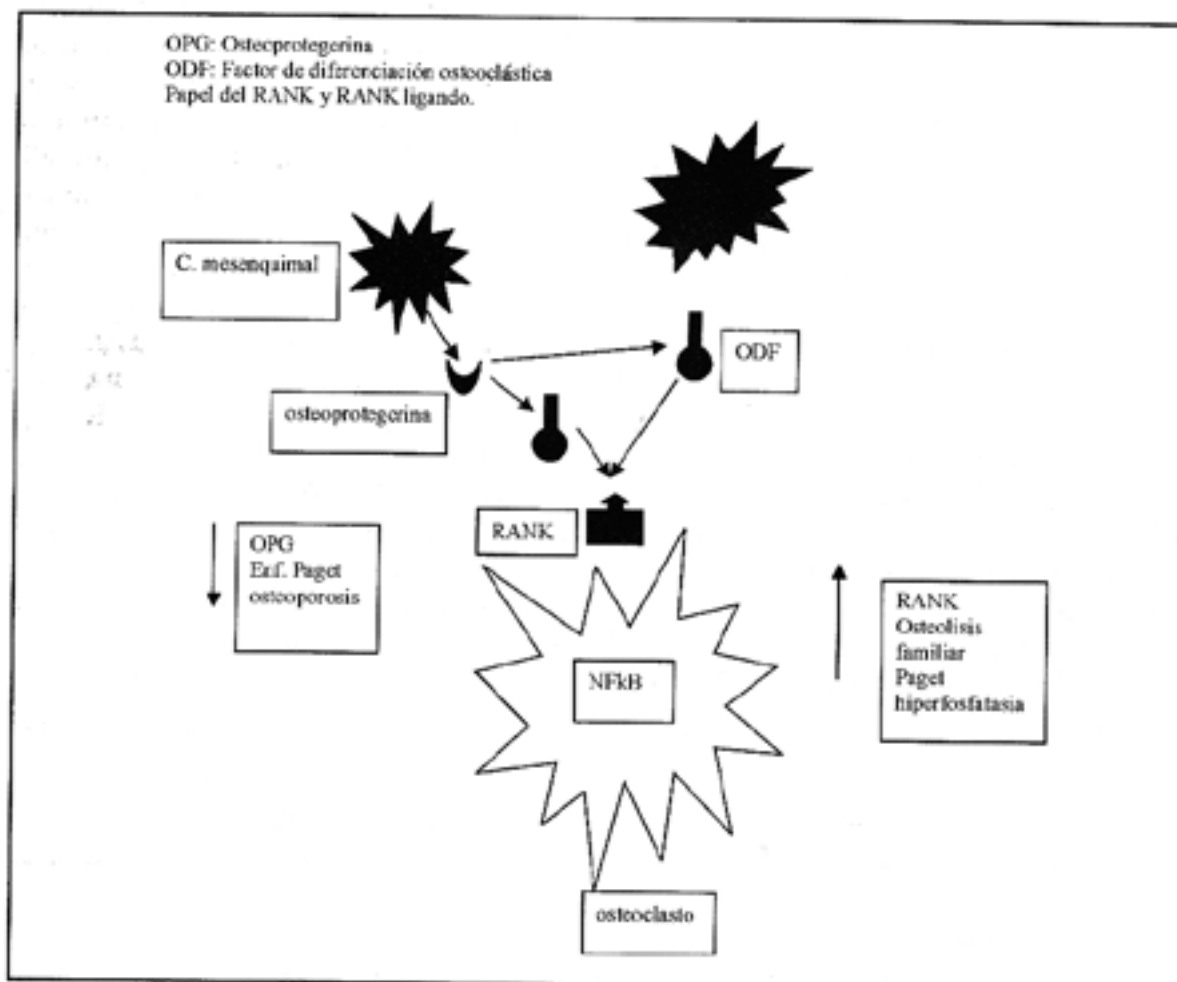 OPG: Osteoprotegerina
ODF: Factor de diferenciación osteoclástica
Papel del RANK y RANK ligando.
C. mesenquimal
ODF
osteoprotegerina
RANK
OPG
Enf. Paget
osteoporosis
RANK
Osteolisis
familiar
Paget
hiperfosfatasia
NFkB
osteoclasto